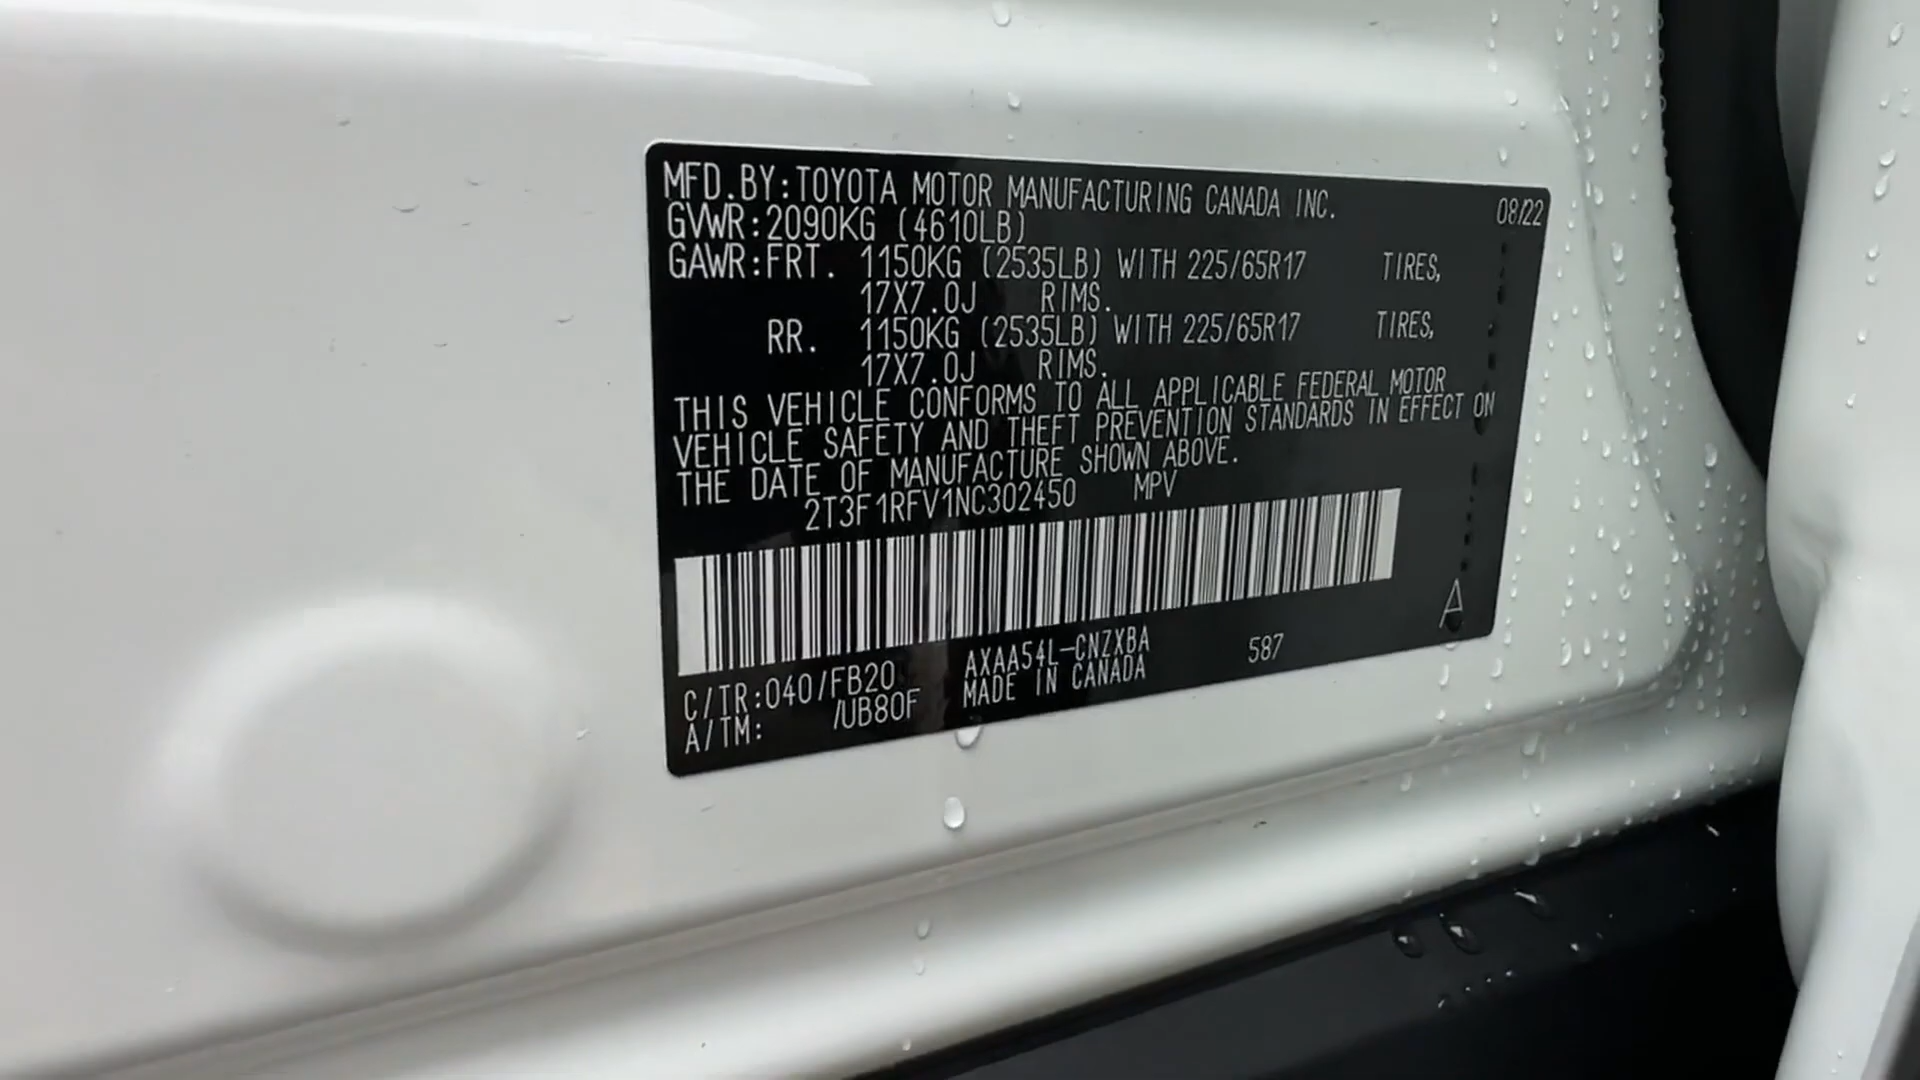 MFD.BY:TOYOTA MOTOR MANUFACTURING CANADA INC. 08/22
GVWR:2090KG (4610LB)
GAWR:FRT. 1150KG (2535LB) WITH 225/65R17 TIRES,
17X7.0J RIMS.
RR. 1150KG (2535LB) WITH 225/65R17 TIRES,
17X7.0J RIMS.
THIS VEHICLE CONFORMS TO ALL APPLICABLE FEDERAL MOTOR
VEHICLE SAFETY AND THEFT PREVENTION STANDARDS IN EFFECT ON
THE DATE OF MANUFACTURE SHOWN ABOVE.
2T3F1RFV1NC302450 MPV
A
C/TR:040/FB20 AXAA54L-CNZXBA 587
A/TM: /UB80F MADE IN CANADA